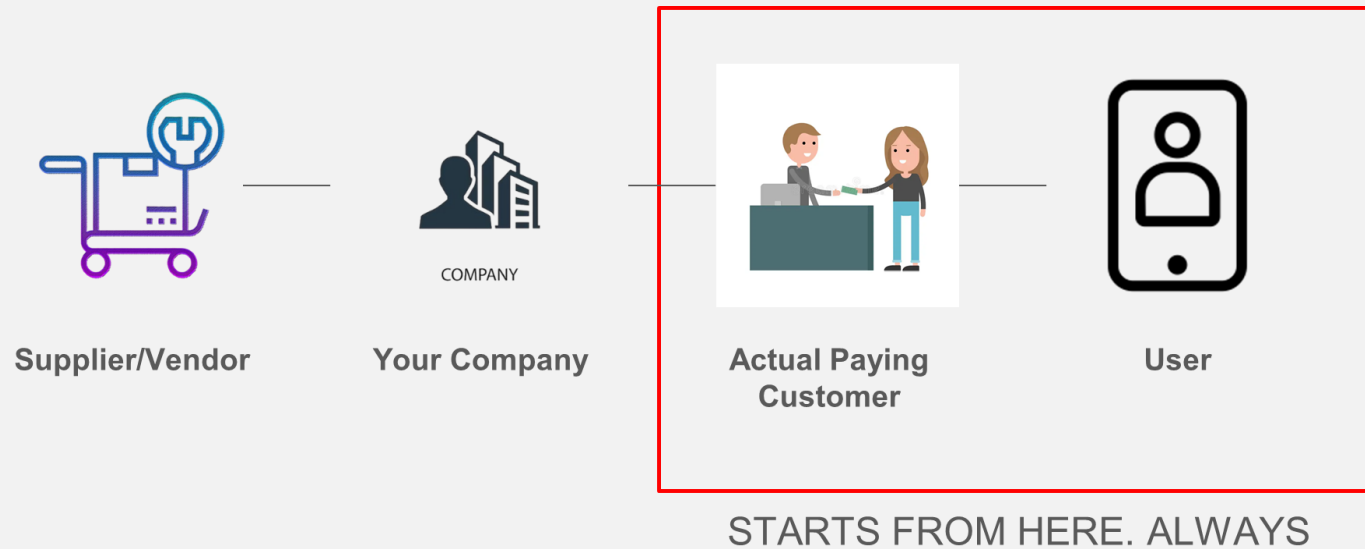 COMPANY
Supplier/Vendor
Your Company
Actual Paying
Customer
User
STARTS FROM HERE. ALWAYS